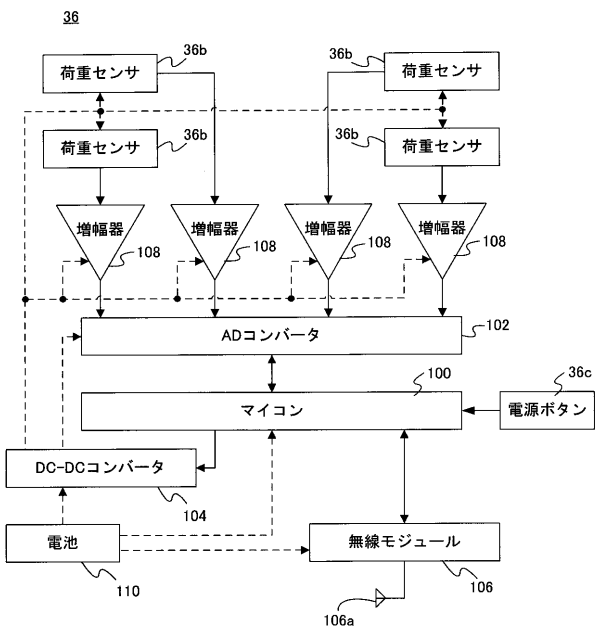 36
36b
36b
荷重センサ
荷重センサ
荷重センサ
36b
36b
荷重センサ
増幅器
増幅器
増幅器
増幅器
108
108
108
108
ADコンバータ
102
100
36c
マイコン
電源ボタン
DC-DCコンバータ
104
電池
無線モジュール
110
106
106a